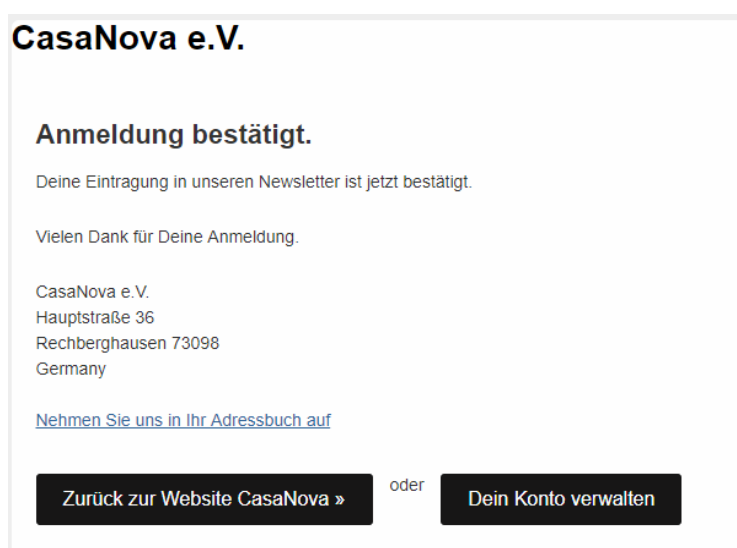 CasaNova e.V.
Anmeldung bestätigt.
Deine Eintragung in unseren Newsletter ist jetzt bestätigt.
Vielen Dank für Deine Anmeldung.
CasaNova e.V.
Hauptstraße 36
Rechberghausen 73098
Germany
Nehmen Sie uns in Ihr Adressbuch auf
Zurück zur Website CasaNova » oder Dein Konto verwalten